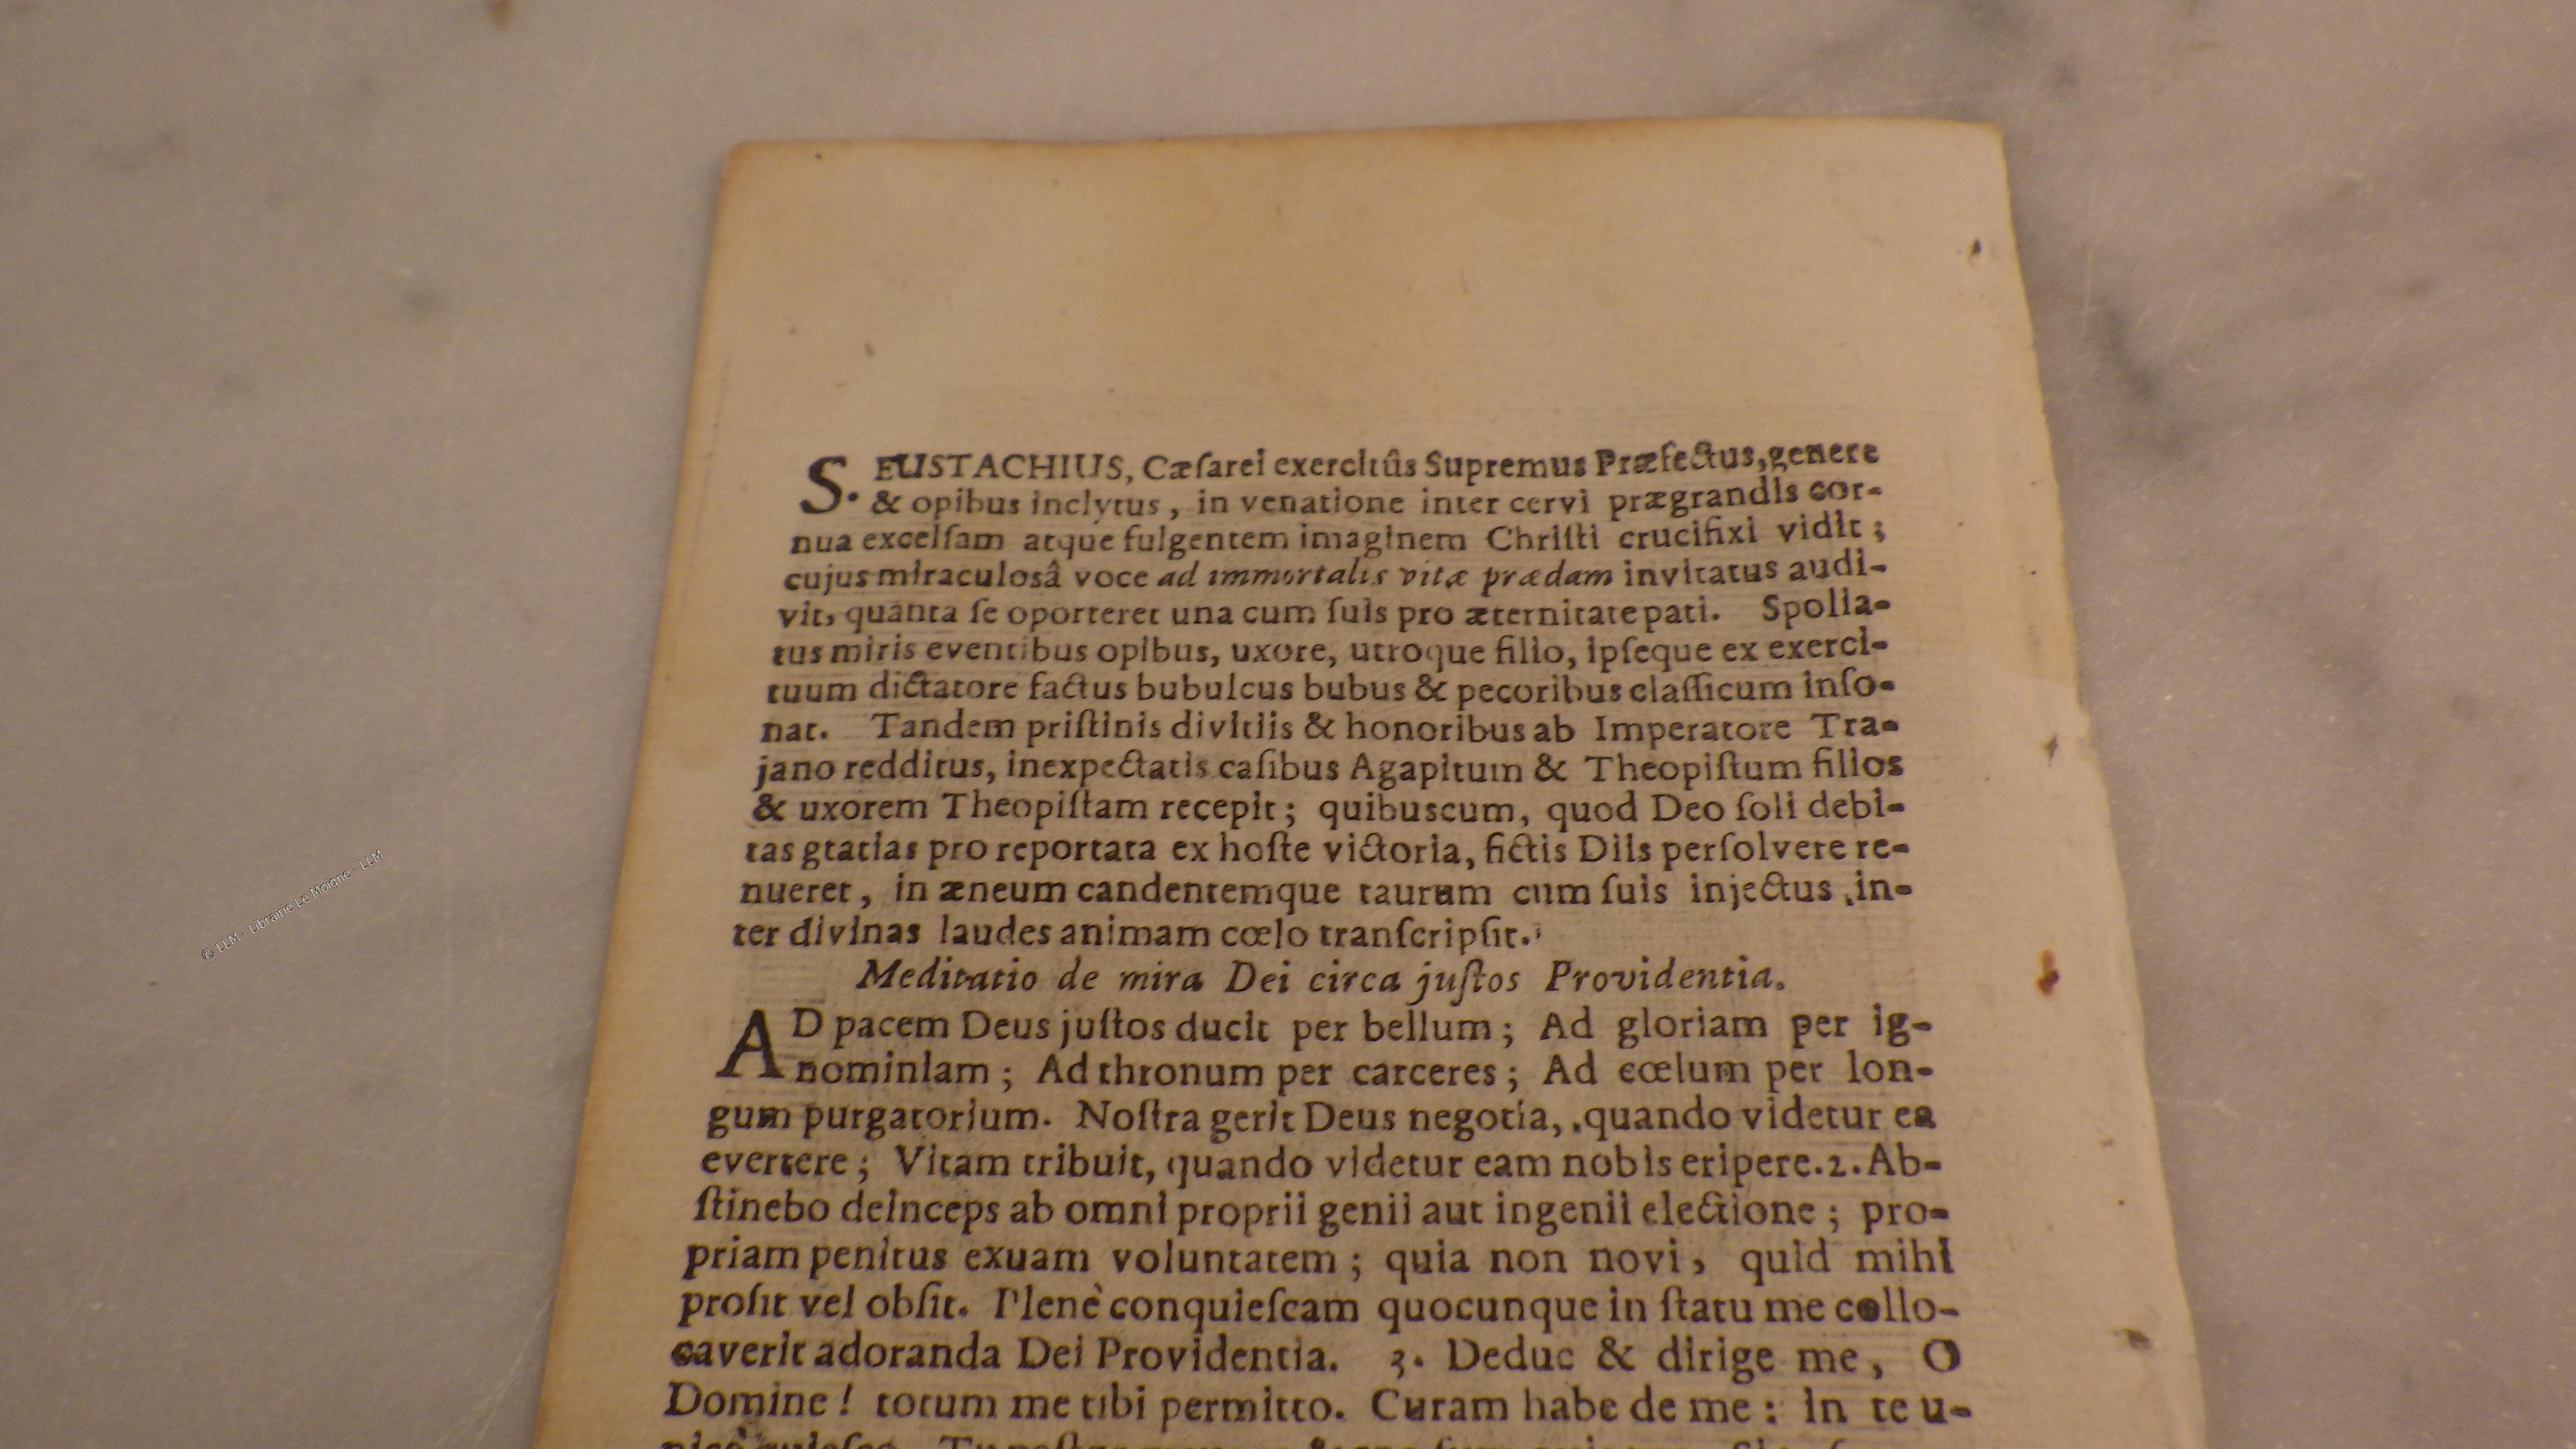 S. EUSTACHIUS, Cæſarei exercitûs Supremus Præfectus, genere
& opibus inclytus, in venatione inter cervi prægrandis cor-
nua excelſam atque fulgentem imaginem Chriſti crucifixi vidit;
cujus miraculosâ voce ad immortalis vitæ prædam invitatus audi-
vit, quanta ſe oporteret una cum ſuis pro æternitate pati. Spolia-
tus miris eventibus opibus, uxore, utroque filio, ipſeque ex exerci-
tuum dictatore factus bubulcus bubus & pecoribus claſſicum inſo-
nat. Tandem priſtinis divitiis & honoribus ab Imperatore Tra-
jano redditus, inexpectatis caſibus Agapitum & Theopiſtum filios
& uxorem Theopiſtam recepit; quibuscum, quod Deo ſoli debi-
tas gtatias pro reportata ex hoſte victoria, fictis Diis perſolvere re-
nueret, in æneum candentemque taurum cum ſuis injectus, in-
ter divinas laudes animam cœlo tranſcripſit.
Meditatio de mira Dei circa juſtos Providentia.
AD pacem Deus juſtos ducit per bellum; Ad gloriam per ig-
nominiam; Ad thronum per carceres; Ad cœlum per lon-
gum purgatorium. Noſtra gerit Deus negotia, quando videtur ea
evertere; Vitam tribuit, quando videtur eam nobis eripere. 2. Ab-
ſtinebo deinceps ab omni proprii genii aut ingenii electione; pro-
priam penitus exuam voluntatem; quia non novi, quid mihi
proſit vel obſit. Plenè conquieſcam quocunque in ſtatu me collo-
caverit adoranda Dei Providentia. 3. Deduc & dirige me, O
Domine! totum me tibi permitto. Curam habe de me: in te u-
© LLM - Librairie Le Moigne - LLM